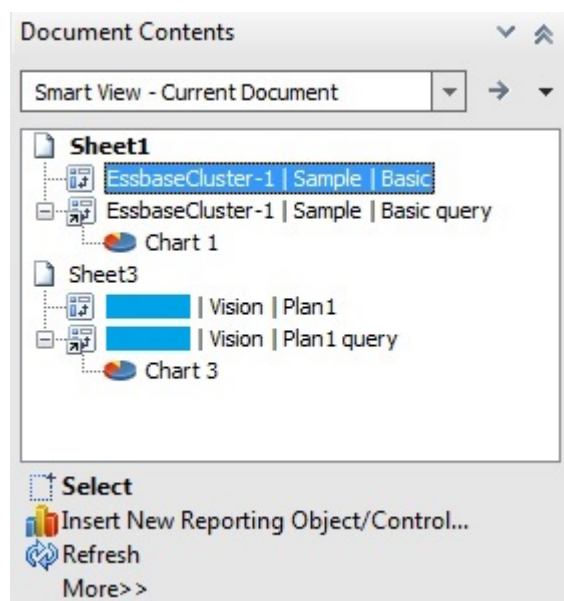 Document Contents
Smart View - Current Document
Sheet1
EssbaseCluster-1 | Sample | Basic
EssbaseCluster-1 | Sample | Basic query
Chart 1
Sheet3
| Vision | Plan1
| Vision | Plan1 query
Chart 3
Select
Insert New Reporting Object/Control...
Refresh
More>>